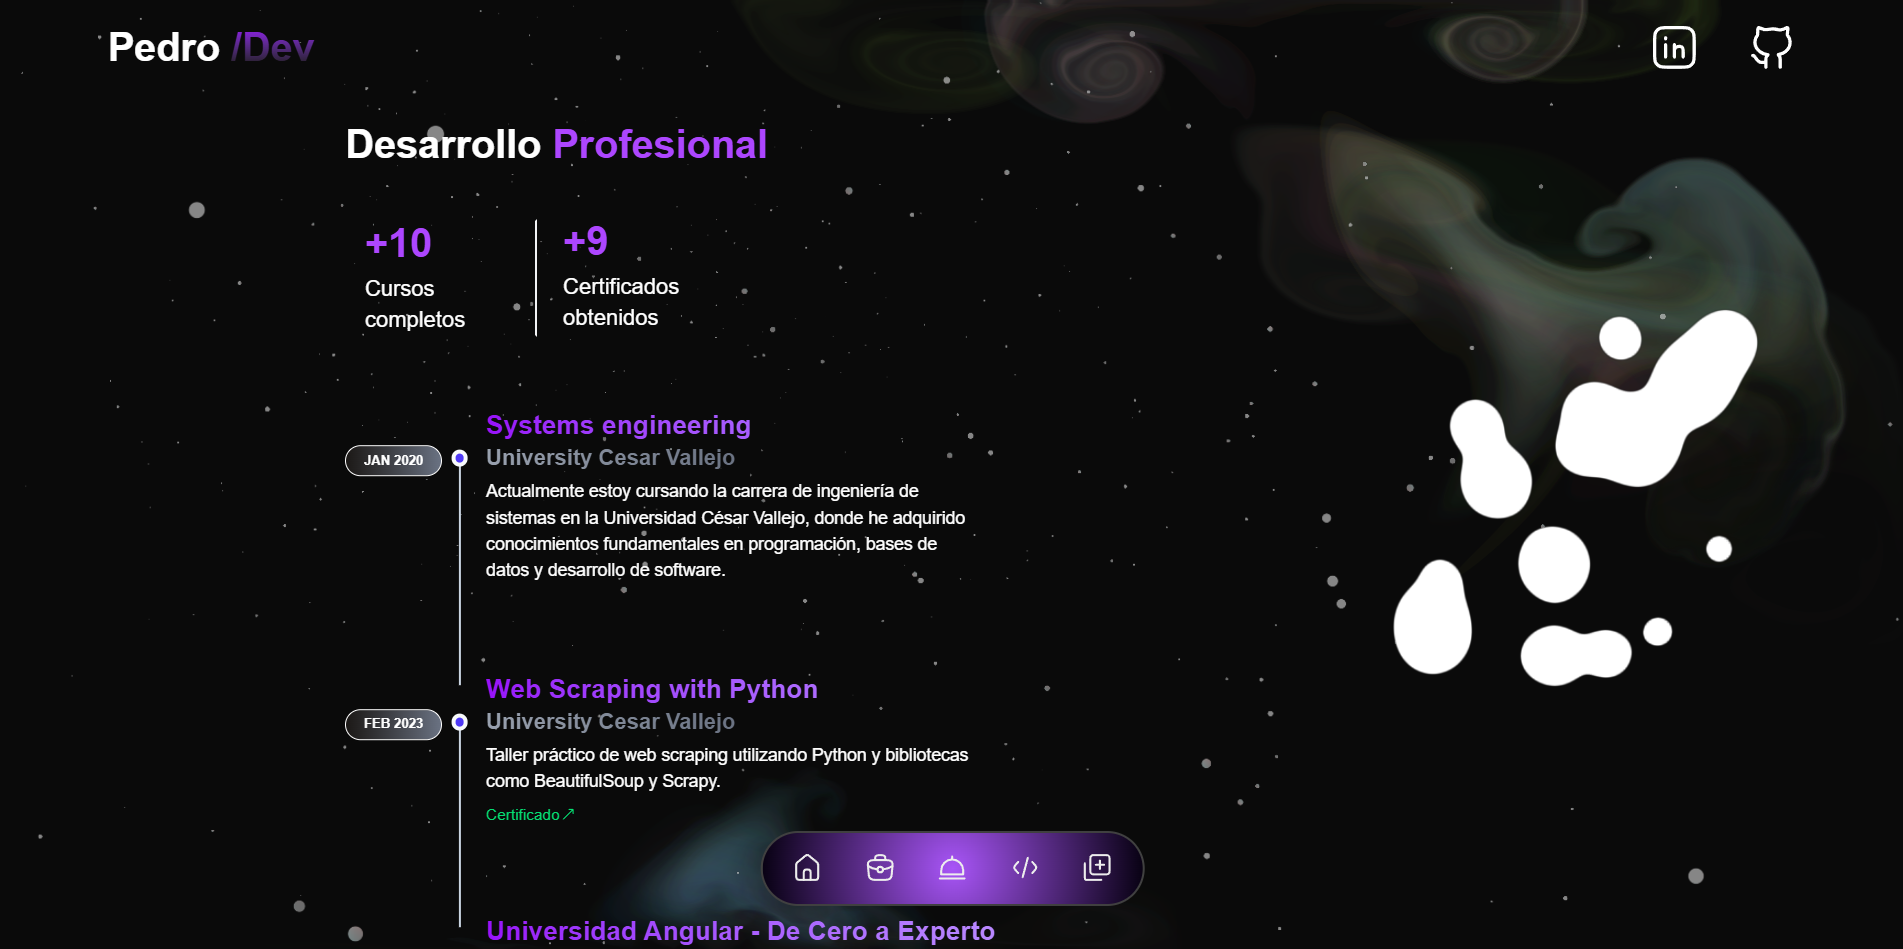 Pedro /Dev
in
Desarrollo Profesional
+10
Cursos
completos
+9
Certificados
obtenidos
JAN 2020
Systems engineering
University Cesar Vallejo
Actualmente estoy cursando la carrera de ingeniería de
sistemas en la Universidad César Vallejo, donde he adquirido
conocimientos fundamentales en programación, bases de
datos y desarrollo de software.
FEB 2023
Web Scraping with Python
University Cesar Vallejo
Taller práctico de web scraping utilizando Python y bibliotecas
como BeautifulSoup y Scrapy.
Certificado↗
Universidad Angular - De Cero a Experto